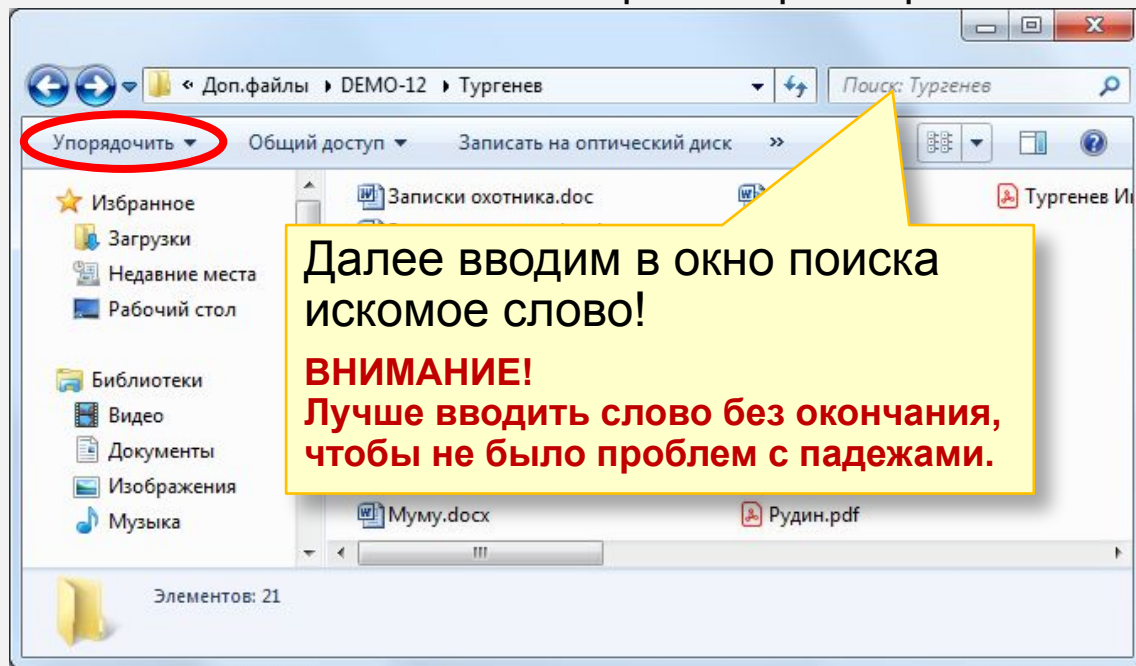 « Доп.файлы ▸ DEMO-12 ▸ Тургенев
Поиск: Тургенев
Упорядочить ▼ Общий доступ ▼ Записать на оптический диск »
Избранное
Загрузки
Недавние места
Рабочий стол
Библиотеки
Видео
Документы
Изображения
Музыка
Записки охотника.doc
Тургенев
Далее вводим в окно поиска
искомое слово!
ВНИМАНИЕ!
Лучше вводить слово без окончания,
чтобы не было проблем с падежами.
Муму.docx
Рудин.pdf
Элементов: 21